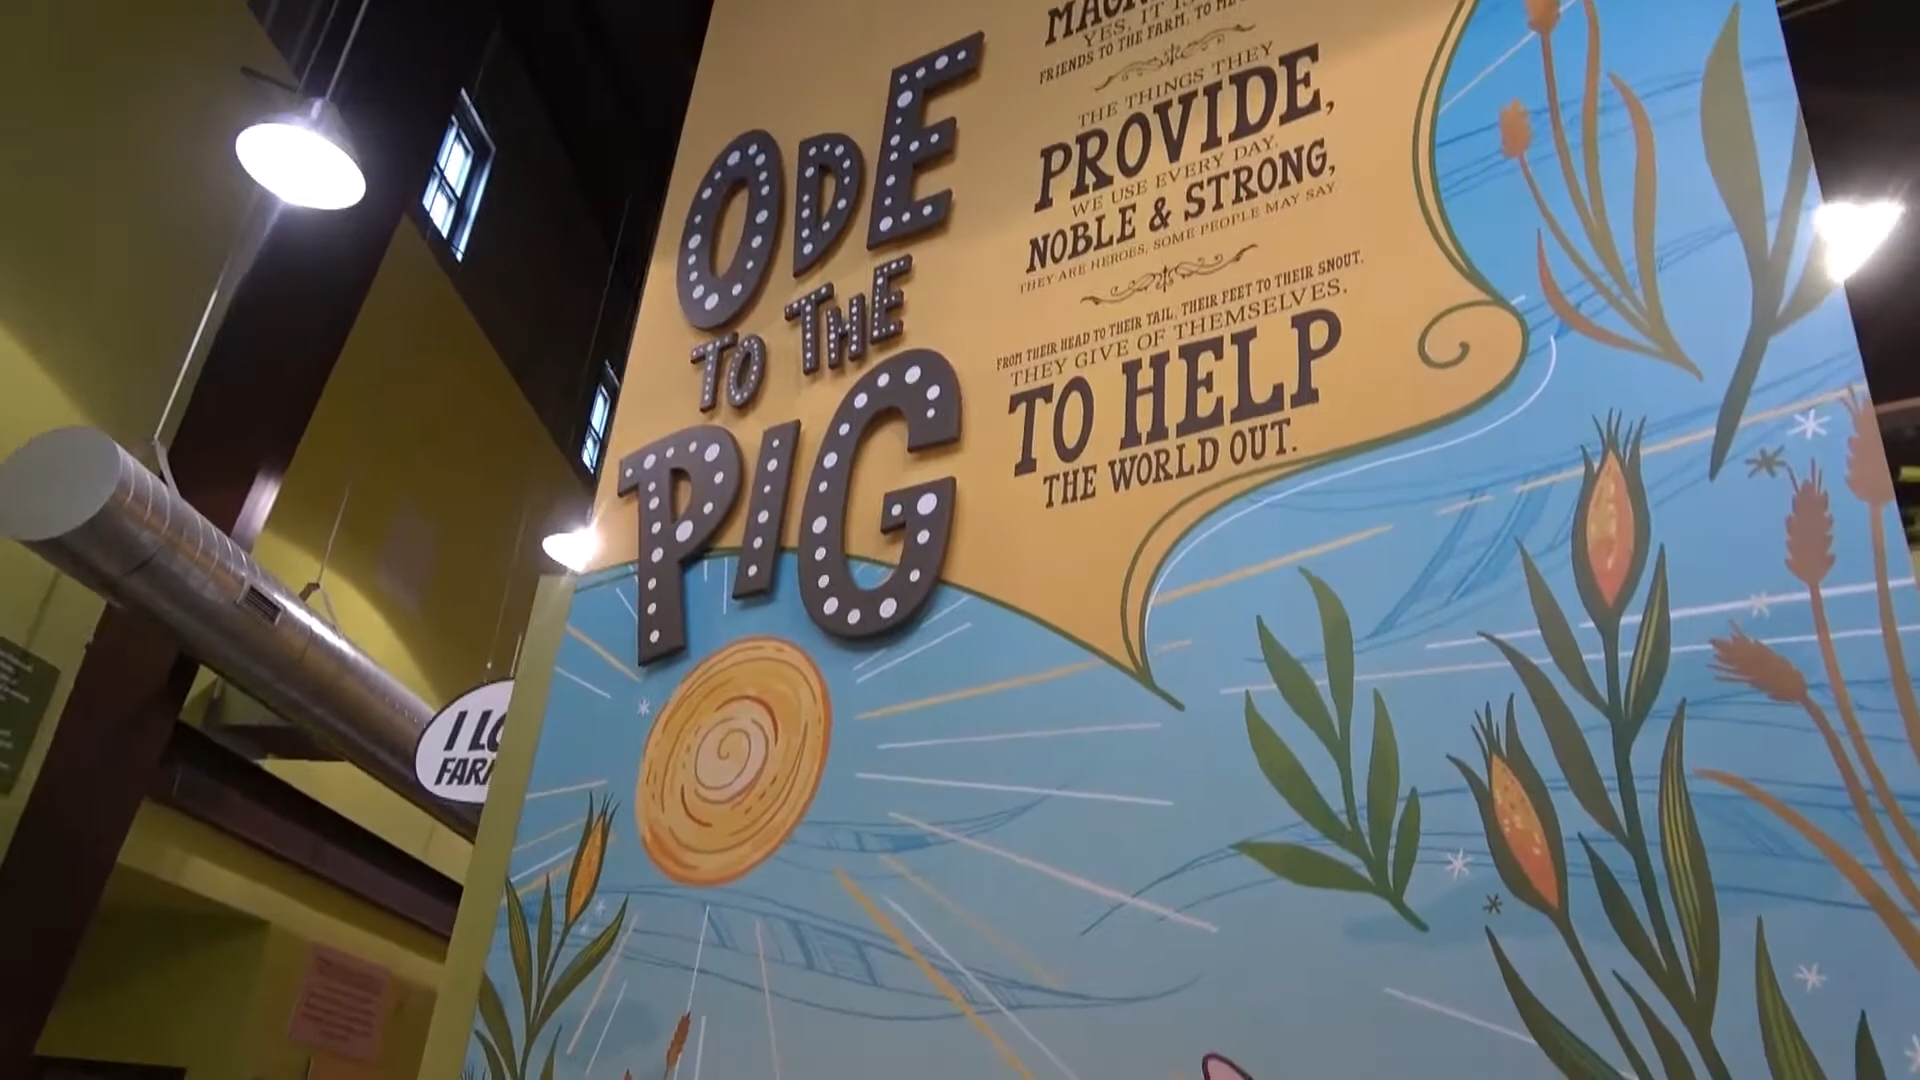 ODE
TO THE
PIG
YES, IT IS
FRIENDS TO THE FARM, TO
THE THINGS THEY
PROVIDE,
WE USE EVERY DAY.
NOBLE & STRONG,
THEY ARE HEROES, SOME PEOPLE MAY SAY
FROM THEIR HEAD TO THEIR TAIL, THEIR FEET TO THEIR SNOUT,
THEY GIVE OF THEMSELVES,
TO HELP
THE WORLD OUT.
I